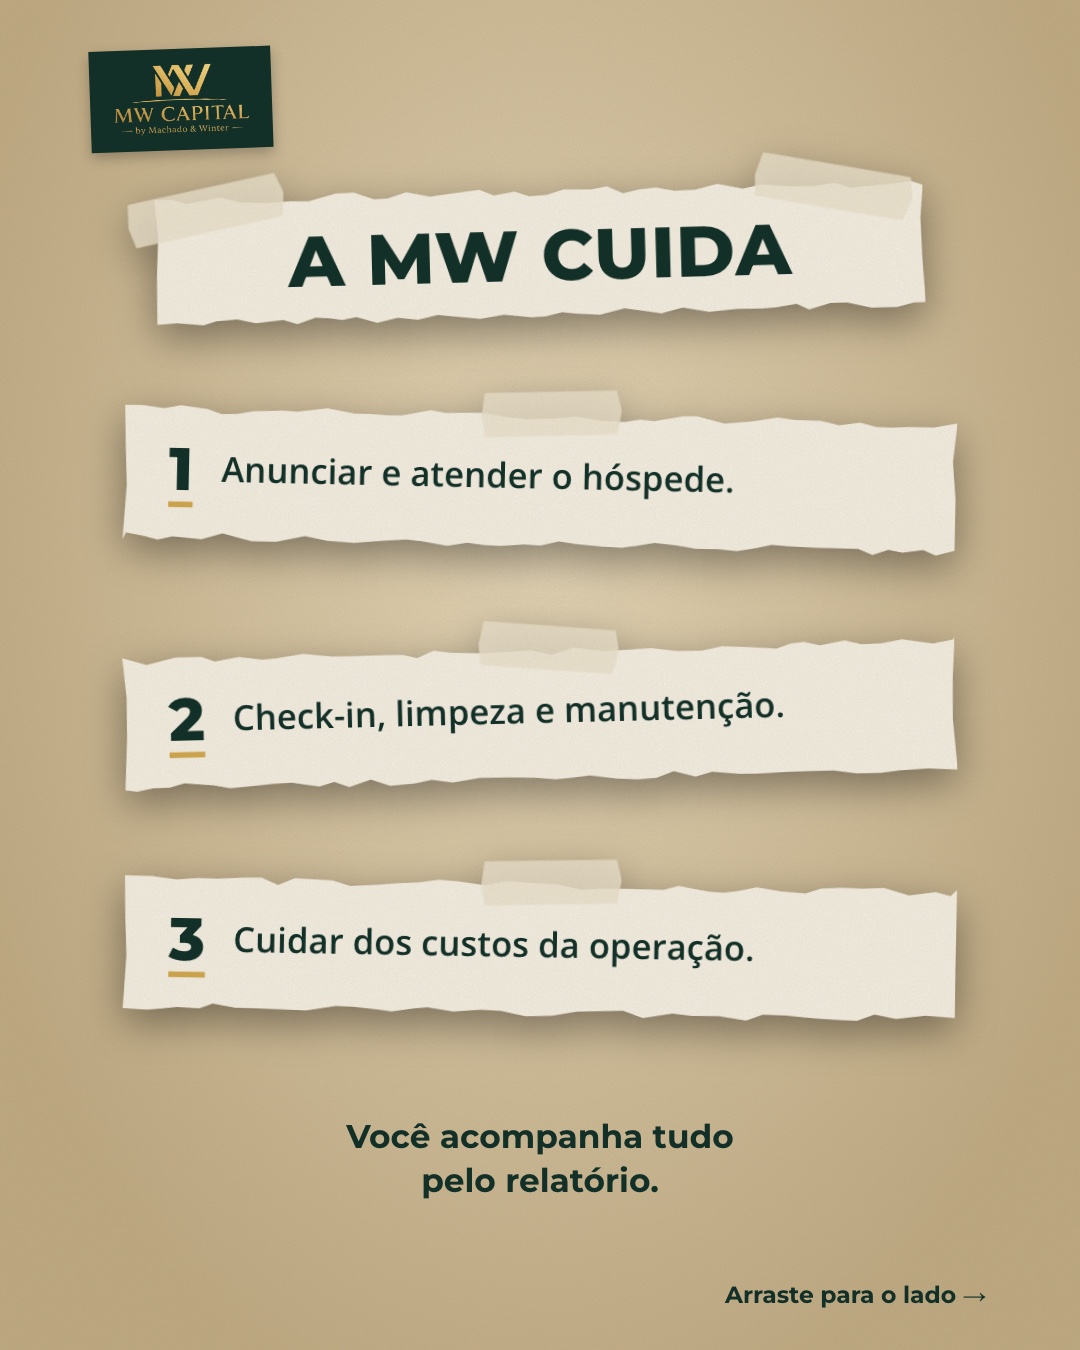 MW
MW CAPITAL
by Machado & Winter
A MW CUIDA
1 Anunciar e atender o hóspede.
2 Check-in, limpeza e manutenção.
3 Cuidar dos custos da operação.
Você acompanha tudo
pelo relatório.
Arraste para o lado →